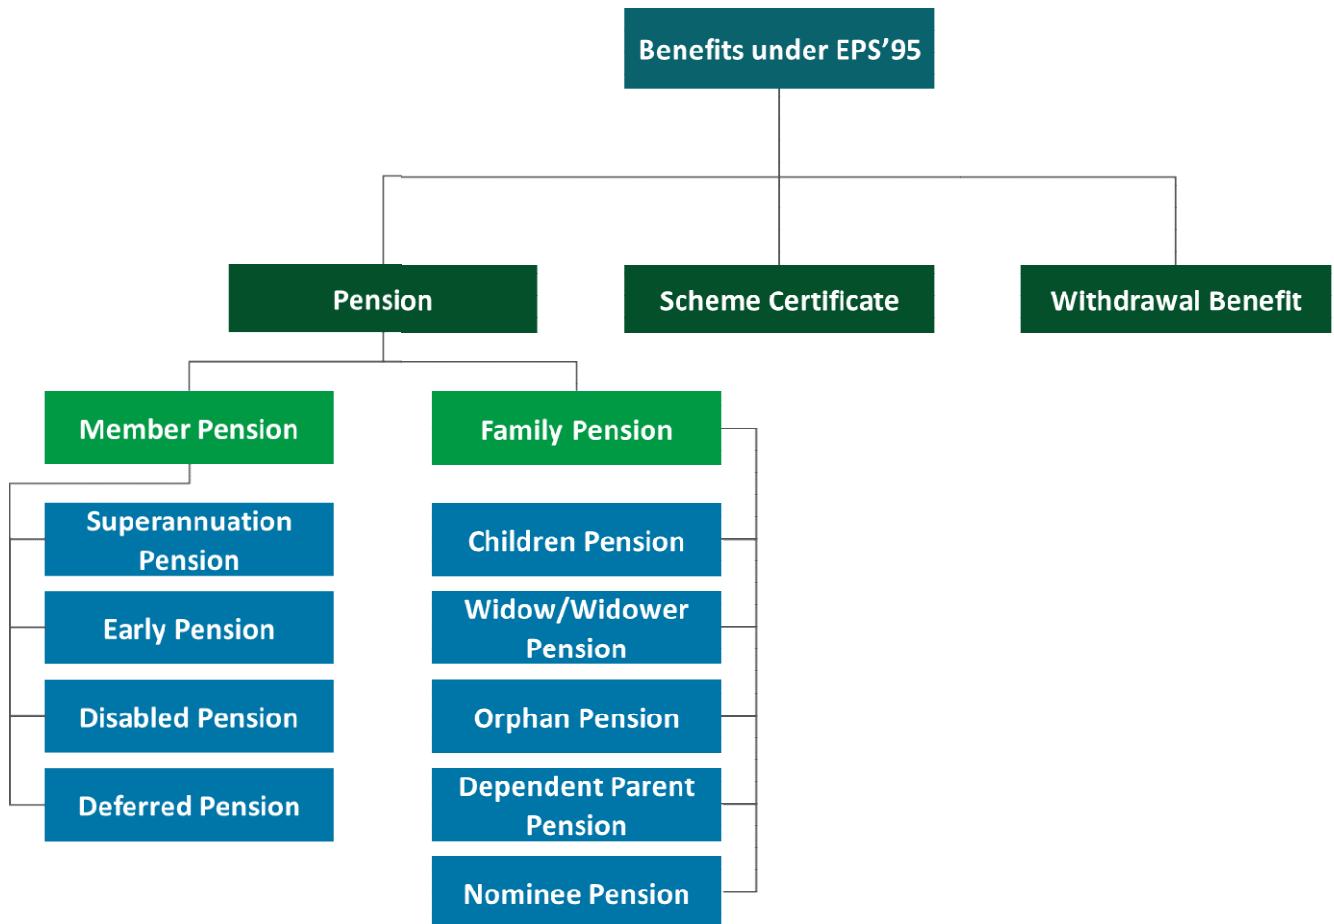 Benefits under EPS’95
Pension
Scheme Certificate
Withdrawal Benefit
Member Pension
Family Pension
Superannuation
Pension
Early Pension
Disabled Pension
Deferred Pension
Children Pension
Widow/Widower
Pension
Orphan Pension
Dependent Parent
Pension
Nominee Pension